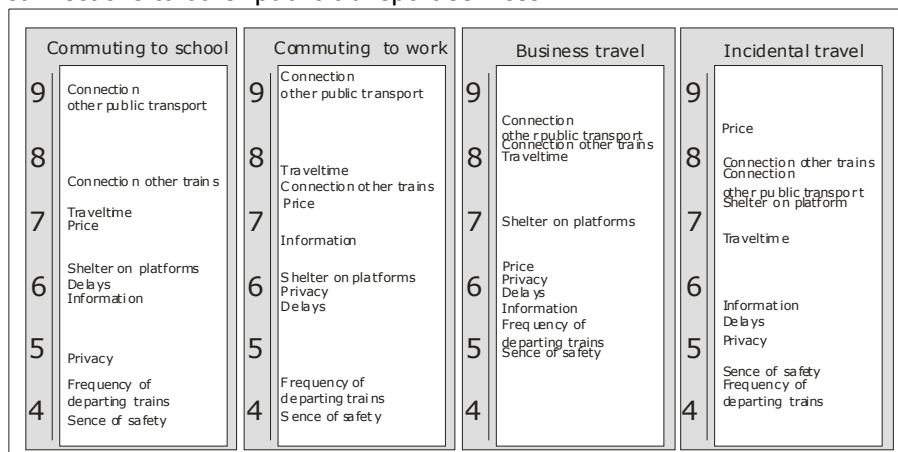 Commuting to school
9
8
7
6
5
4
Connection
other public transport
Connection other trains
Traveltime
Price
Shelter on platforms
Delays
Information
Privacy
Frequency of
departing trains
Sence of safety
Commuting to work
9
8
7
6
5
4
Connection
other public transport
Traveltime
Connection other trains
Price
Information
Shelter on platforms
Privacy
Delays
Frequency of
departing trains
Sence of safety
Business travel
9
8
7
6
5
4
Connection
other public transport
Connection other trains
Traveltime
Shelter on platforms
Price
Privacy
Delays
Information
Frequency of
departing trains
Sence of safety
Incidental travel
9
8
7
6
5
4
Price
Connection other trains
Connection
other public transport
Shelter on platform
Traveltime
Information
Delays
Privacy
Sence of safety
Frequency of
departing trains